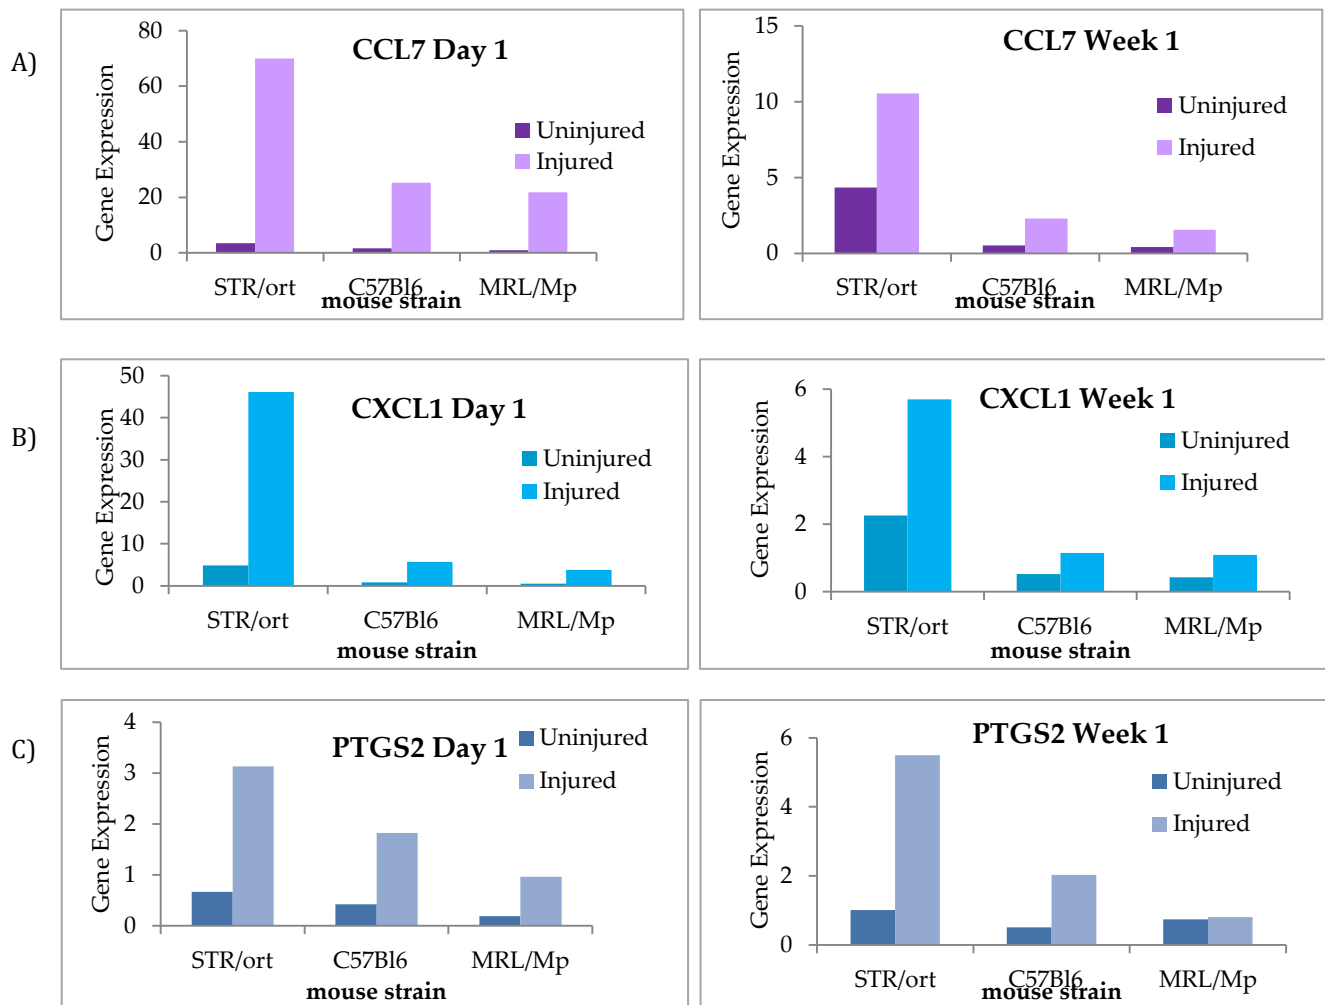 A)
CCL7 Day 1
Gene Expression
80
60
40
20
0
Uninjured
Injured
STR/ort C57Bl6 MRL/Mp
mouse strain
CCL7 Week 1
Gene Expression
15
10
5
0
Uninjured
Injured
STR/ort C57Bl6 MRL/Mp
mouse strain
B)
CXCL1 Day 1
Gene Expression
50
40
30
20
10
0
Uninjured
Injured
STR/ort C57Bl6 MRL/Mp
mouse strain
CXCL1 Week 1
Gene Expression
6
4
2
0
Uninjured
Injured
STR/ort C57Bl6 MRL/Mp
mouse strain
C)
PTGS2 Day 1
Gene Expression
4
3
2
1
0
Uninjured
Injured
STR/ort C57Bl6 MRL/Mp
mouse strain
PTGS2 Week 1
Gene Expression
6
4
2
0
Uninjured
Injured
STR/ort C57Bl6 MRL/Mp
mouse strain